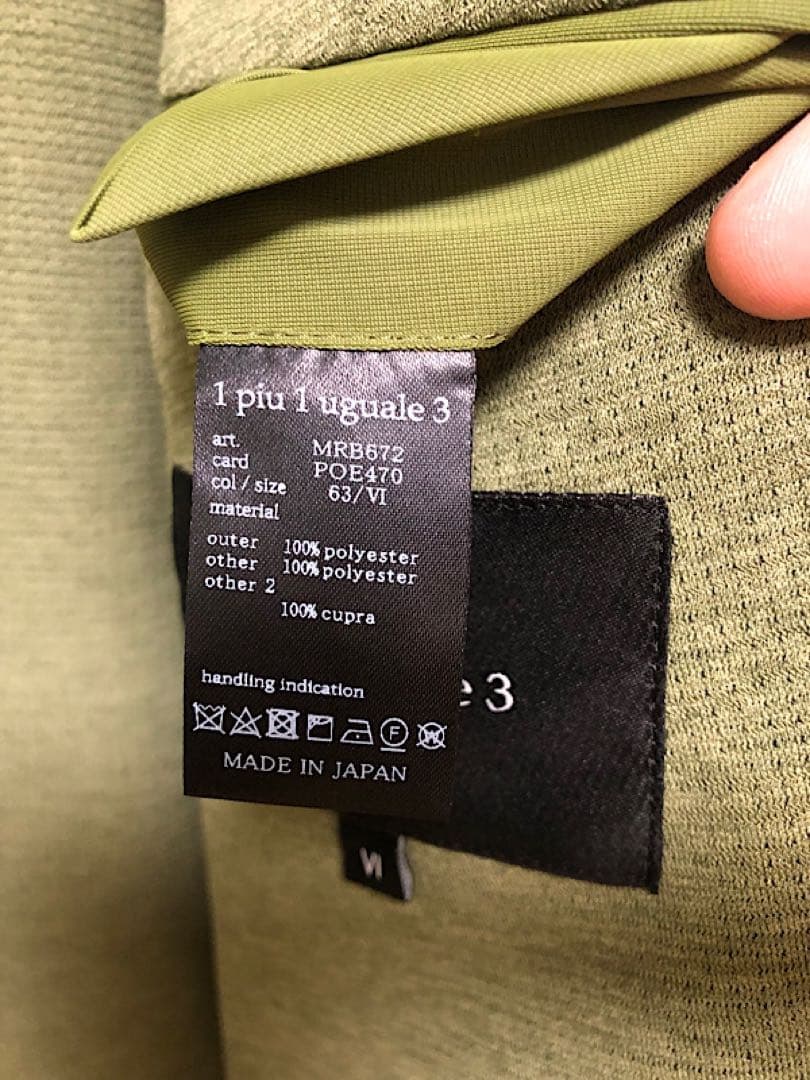 1 piu 1 uguale 3
art. MRB672
card POE470
col / size 63/VI
material
outer 100% polyester
other 100% polyester
other 2
100% cupra
handling indication
F W
MADE IN JAPAN
e 3
VI